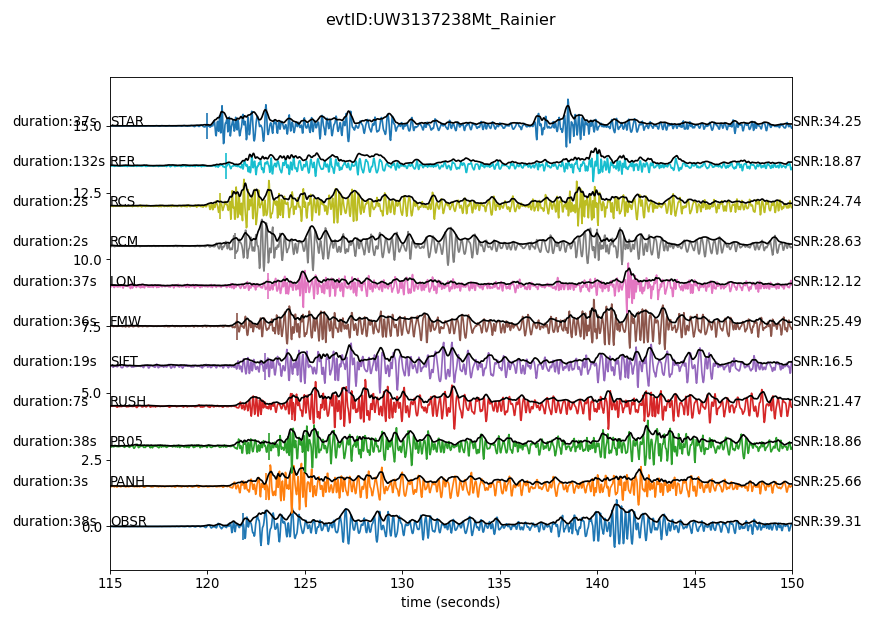 evtID:UW3137238Mt_Rainier
duration:37s STAR SNR:34.25
15.0
duration:132s RER SNR:18.87
12.5
duration:2s RCS SNR:24.74
duration:2s RCM SNR:28.63
10.0
duration:37s LON SNR:12.12
duration:36s FMW SNR:25.49
7.5
duration:19s SIFT SNR:16.5
5.0
duration:7s RUSH SNR:21.47
duration:38s PR05 SNR:18.86
2.5
duration:3s PANH SNR:25.66
duration:38s OBSR SNR:39.31
0.0
115 120 125 130 135 140 145 150
time (seconds)